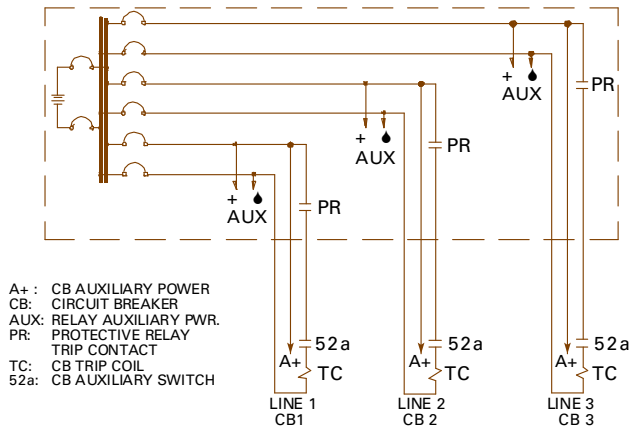 +
AUX
PR
+
AUX
PR
+
AUX
PR
A+ : CB AUXILIARY POWER
CB: CIRCUIT BREAKER
AUX: RELAY AUXILIARY PWR.
PR: PROTECTIVE RELAY
TRIP CONTACT
TC: CB TRIP COIL
52a: CB AUXILIARY SWITCH
A+
52a
TC
LINE 1
CB1
A+
52a
TC
LINE 2
CB 2
A+
52a
TC
LINE 3
CB 3